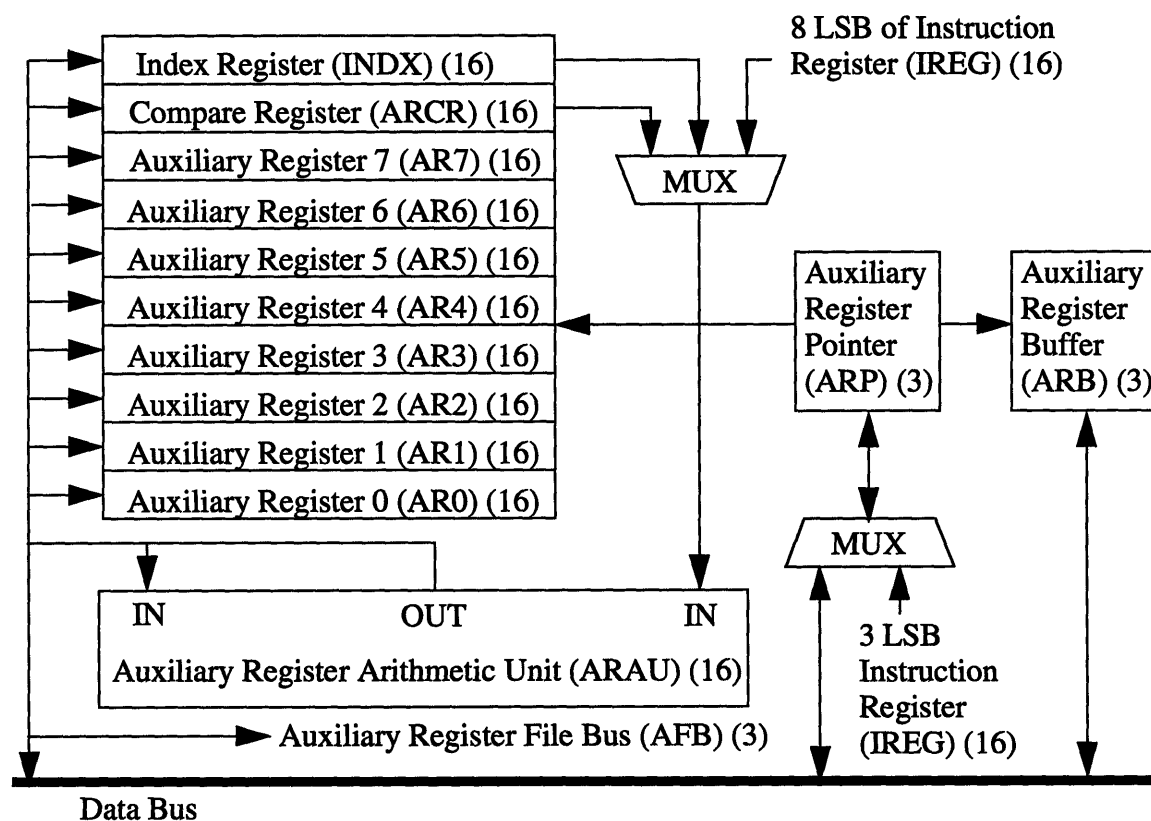 8 LSB of Instruction
Register (IREG) (16)
Index Register (INDX) (16)
Compare Register (ARCR) (16)
Auxiliary Register 7 (AR7) (16)
Auxiliary Register 6 (AR6) (16)
Auxiliary Register 5 (AR5) (16)
Auxiliary Register 4 (AR4) (16)
Auxiliary Register 3 (AR3) (16)
Auxiliary Register 2 (AR2) (16)
Auxiliary Register 1 (AR1) (16)
Auxiliary Register 0 (AR0) (16)
MUX
Auxiliary
Register
Pointer
(ARP) (3)
Auxiliary
Register
Buffer
(ARB) (3)
MUX
3 LSB
Instruction
Register
(IREG) (16)
IN OUT IN
Auxiliary Register Arithmetic Unit (ARAU) (16)
Auxiliary Register File Bus (AFB) (3)
Data Bus